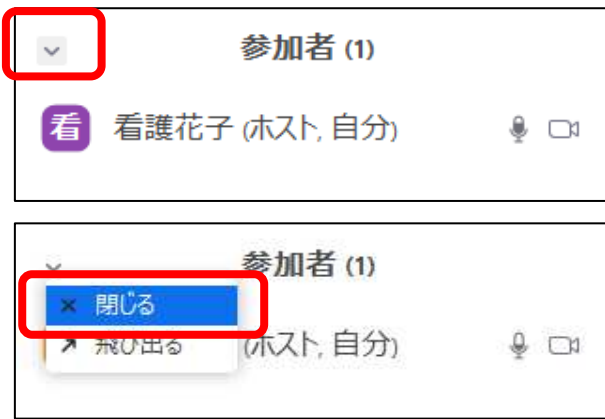 参加者 (1)
看 看護花子 (ホスト, 自分)
参加者 (1)
閉じる
飛び出る (ホスト, 自分)